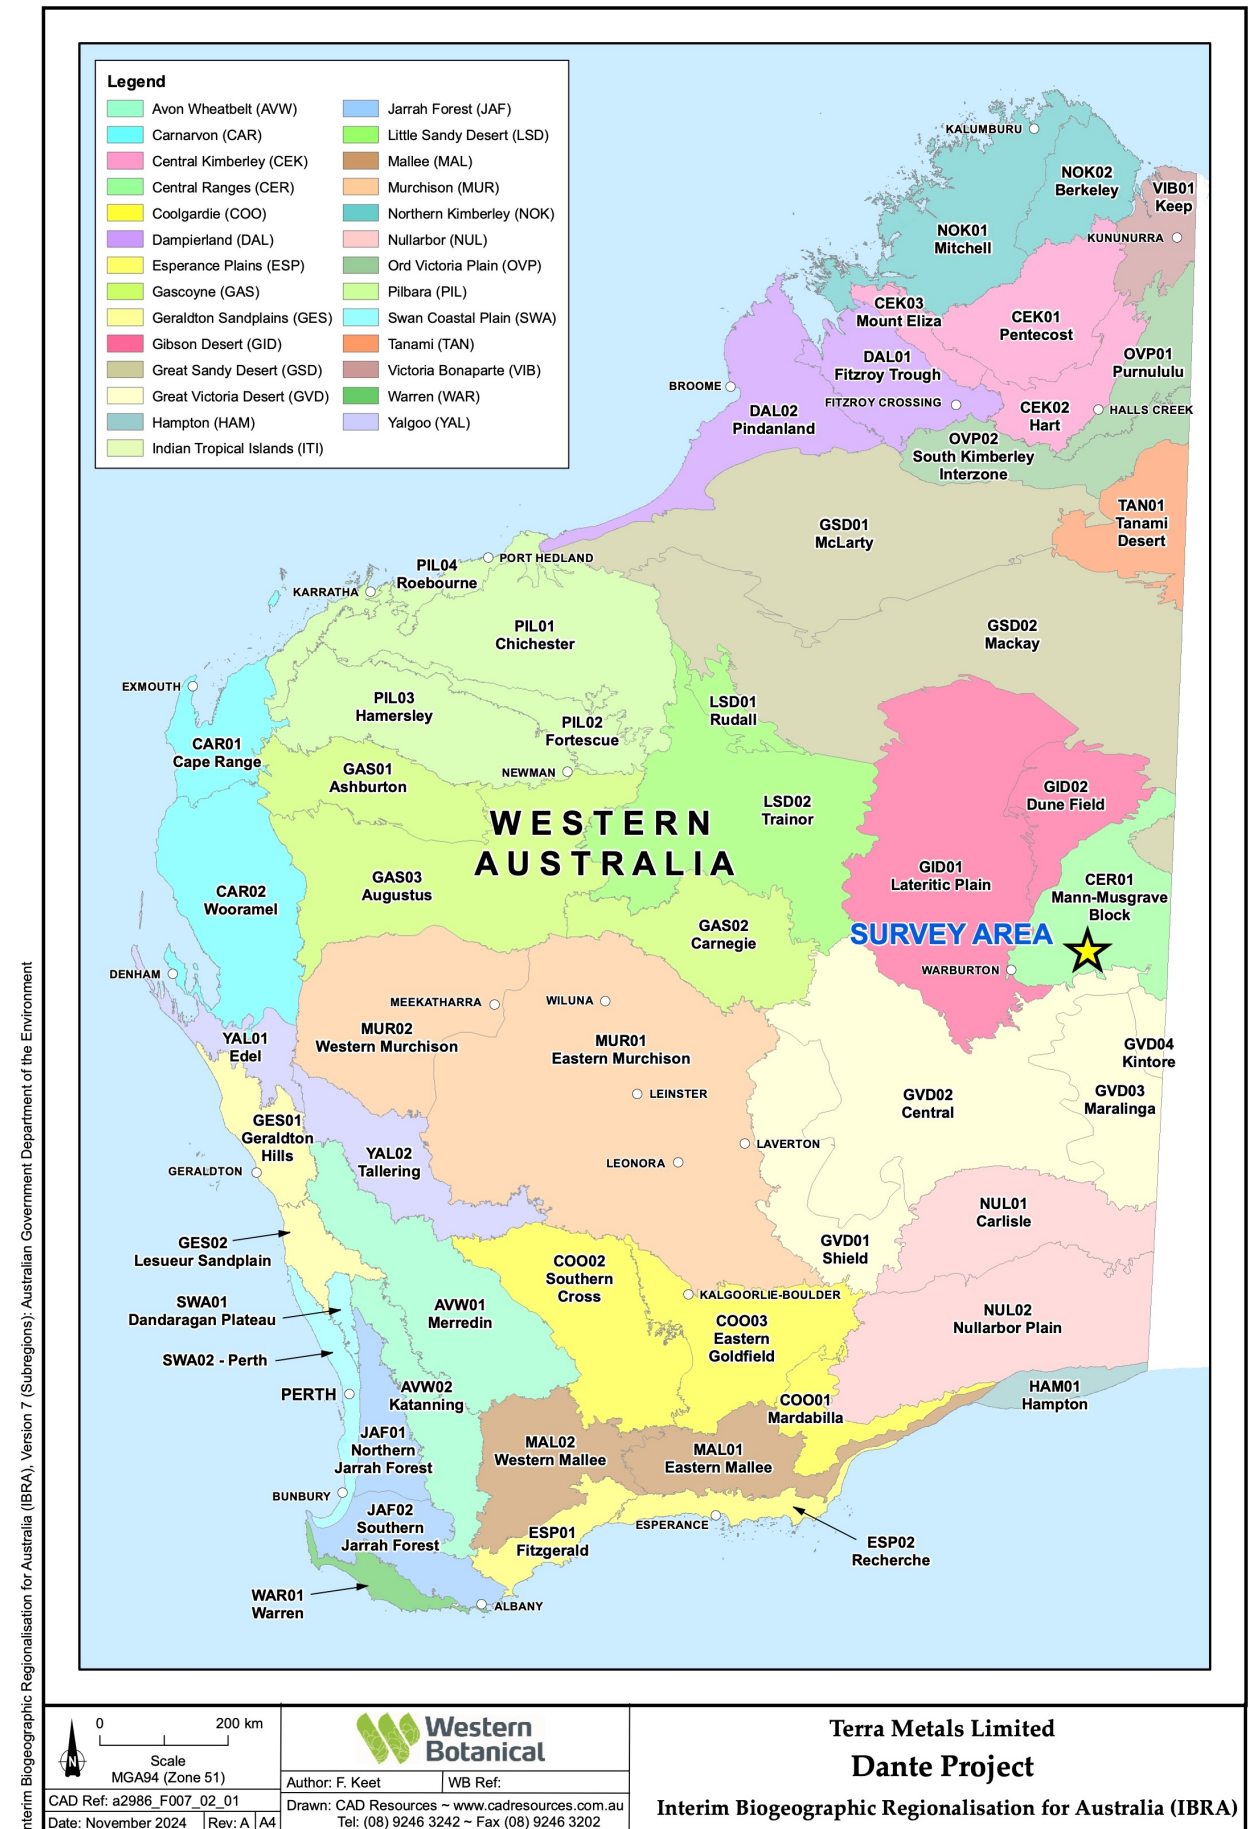 Legend
Avon Wheatbelt (AVW)
Carnarvon (CAR)
Central Kimberley (CEK)
Central Ranges (CER)
Coolgardie (COO)
Dampierland (DAL)
Esperance Plains (ESP)
Gascoyne (GAS)
Geraldton Sandplains (GES)
Gibson Desert (GID)
Great Sandy Desert (GSD)
Great Victoria Desert (GVD)
Hampton (HAM)
Indian Tropical Islands (ITI)
Jarrah Forest (JAF)
Little Sandy Desert (LSD)
Mallee (MAL)
Murchison (MUR)
Northern Kimberley (NOK)
Nullarbor (NUL)
Ord Victoria Plain (OVP)
Pilbara (PIL)
Swan Coastal Plain (SWA)
Tanami (TAN)
Victoria Bonaparte (VIB)
Warren (WAR)
Yalgoo (YAL)
KALUMBURU
NOK02
Berkeley
VIB01
Keep
NOK01
Mitchell
KUNUNURRA
CEK03
Mount Eliza
CEK01
Pentecost
DAL01
Fitzroy Trough
OVP01
Purnululu
BROOME
FITZROY CROSSING
CEK02
Hart
HALLS CREEK
DAL02
Pindanland
OVP02
South Kimberley
Interzone
TAN01
Tanami
Desert
GSD01
McLarty
PORT HEDLAND
PIL04
Roebourne
KARRATHA
PIL01
Chichester
GSD02
Mackay
EXMOUTH
PIL03
Hamersley
LSD01
Rudall
PIL02
Fortescue
CAR01
Cape Range
GAS01
Ashburton
NEWMAN
GID02
Dune Field
LSD02
Trainor
WESTERN
AUSTRALIA
GID01
Lateritic Plain
CER01
Mann-Musgrave
Block
GAS03
Augustus
CAR02
Wooramel
GAS02
Carnegie
SURVEY AREA
WARBURTON
DENHAM
MEEKATHARRA
WILUNA
MUR02
Western Murchison
MUR01
Eastern Murchison
YAL01
Edel
GVD04
Kintore
LEINSTER
GVD02
Central
GVD03
Maralinga
GES01
Geraldton
Hills
LAVERTON
YAL02
Tallering
LEONORA
GERALDTON
NUL01
Carlisle
GES02
Lesueur Sandplain
GVD01
Shield
COO02
Southern
Cross
KALGOORLIE-BOULDER
SWA01
Dandaragan Plateau
AVW01
Merredin
NUL02
Nullarbor Plain
COO03
Eastern
Goldfield
SWA02 - Perth
PERTH
AVW02
Katanning
COO01
Mardabilla
HAM01
Hampton
JAF01
Northern
Jarrah Forest
MAL02
Western Mallee
MAL01
Eastern Mallee
BUNBURY
JAF02
Southern
Jarrah Forest
ESP01
Fitzgerald
ESPERANCE
ESP02
Recherche
WAR01
Warren
ALBANY
nterim Biogeographic Regionalisation for Australia (IBRA), Version 7 (Subregions): Australian Government Department of the Environment
N
0 200 km
Scale
MGA94 (Zone 51)
CAD Ref: a2986_F007_02_01
Date: November 2024 Rev: A A4
Western
Botanical
Author: F. Keet WB Ref:
Drawn: CAD Resources ~ www.cadresources.com.au
Tel: (08) 9246 3242 ~ Fax (08) 9246 3202
Terra Metals Limited
Dante Project
Interim Biogeographic Regionalisation for Australia (IBRA)